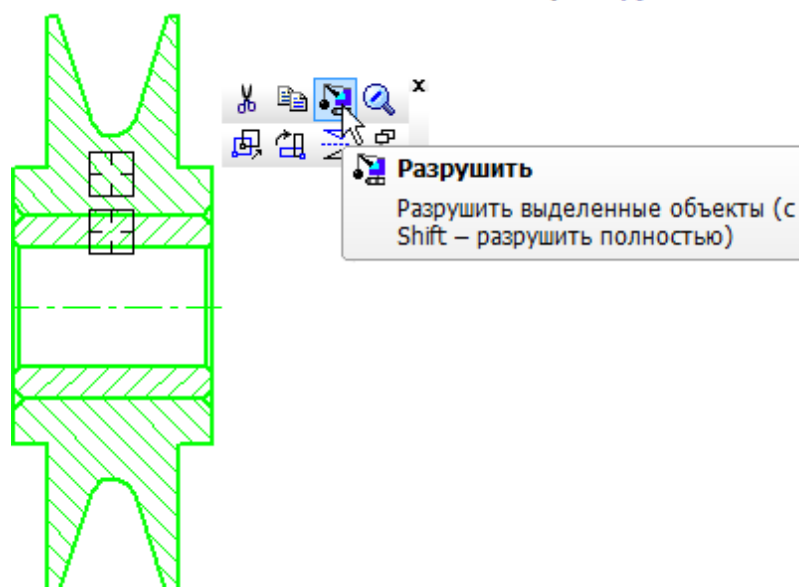 x
Разрушить
Разрушить выделенные объекты (с
Shift – разрушить полностью)